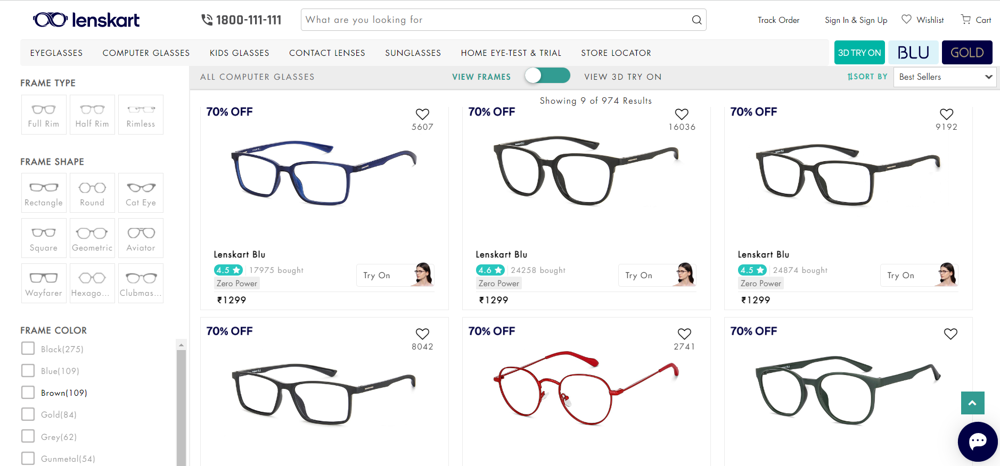 lenskart
1800-111-111
What are you looking for
Track Order
Sign In & Sign Up
Wishlist
Cart
EYEGLASSES
COMPUTER GLASSES
KIDS GLASSES
CONTACT LENSES
SUNGLASSES
HOME EYE-TEST & TRIAL
STORE LOCATOR
3D TRY ON
BLU
GOLD
ALL COMPUTER GLASSES
VIEW FRAMES
VIEW 3D TRY ON
SORT BY
Best Sellers
FRAME TYPE
Full Rim
Half Rim
Rimless
FRAME SHAPE
Rectangle
Round
Cat Eye
Square
Geometric
Aviator
Wayfarer
Hexago...
Clubmas...
FRAME COLOR
Black(275)
Blue(109)
Brown(109)
Gold(84)
Grey(62)
Gunmetal(54)
Showing 9 of 974 Results
70% OFF
5607
Lenskart Blu
4.5 ★
17975 bought
Zero Power
Try On
₹1299
70% OFF
16036
Lenskart Blu
4.6 ★
24258 bought
Zero Power
Try On
₹1299
70% OFF
9192
Lenskart Blu
4.5 ★
24874 bought
Zero Power
Try On
₹1299
70% OFF
8042
70% OFF
2741
70% OFF